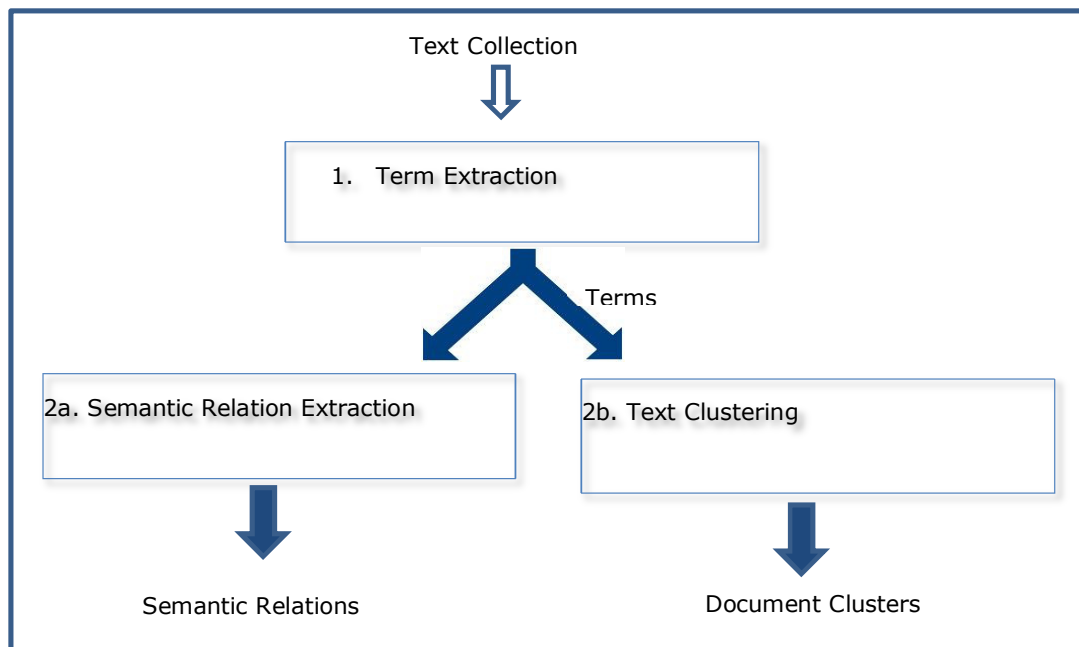 Text Collection
1. Term Extraction
Terms
2a. Semantic Relation Extraction
2b. Text Clustering
Semantic Relations
Document Clusters